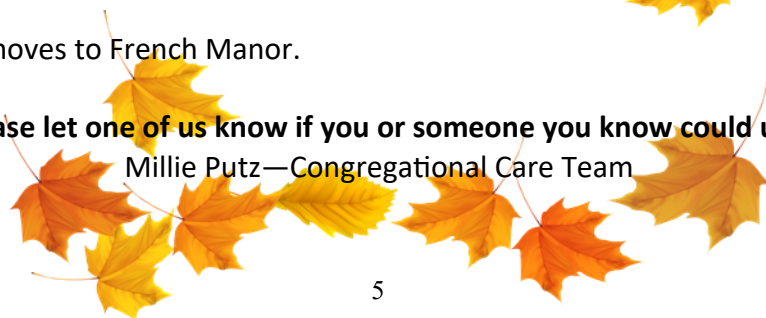 moves to French Manor.
ase let one of us know if you or someone you know could u
Millie Putz—Congregational Care Team
5